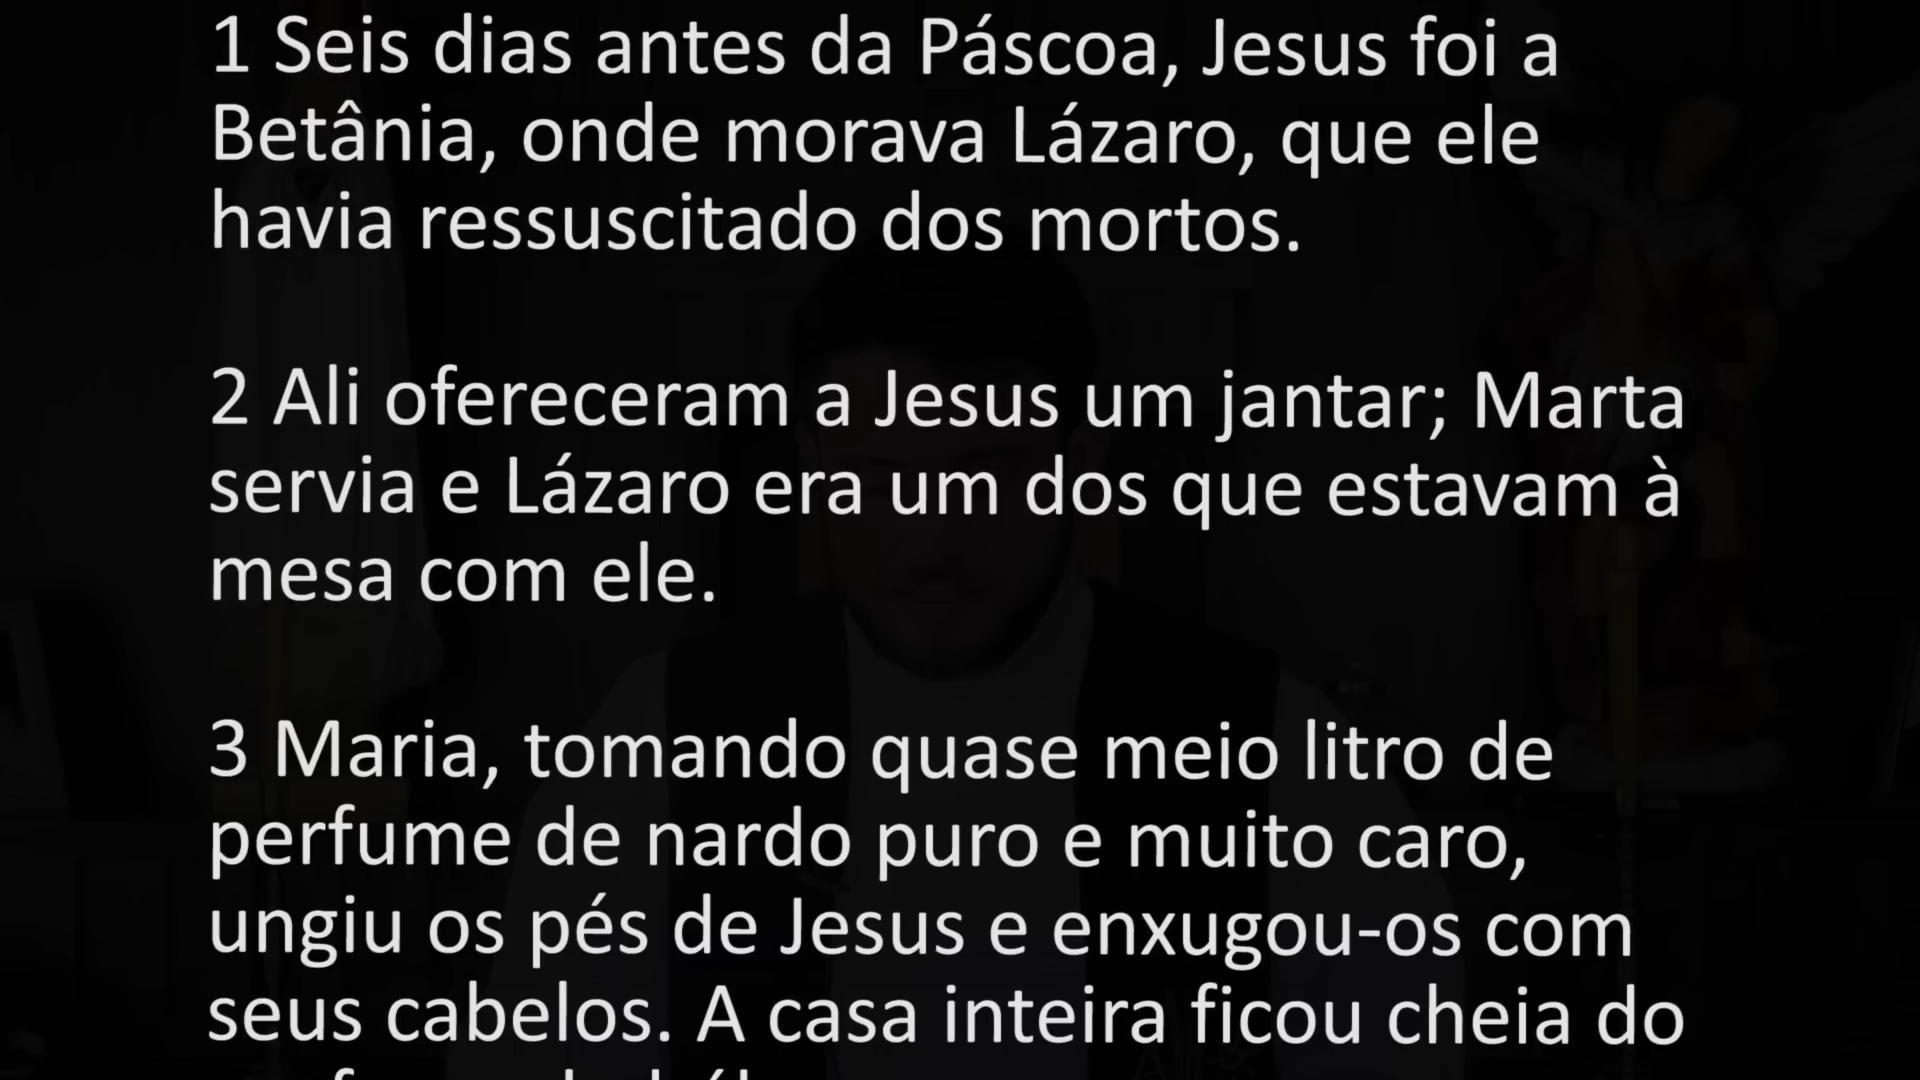 1 Seis dias antes da Páscoa, Jesus foi a
Betânia, onde morava Lázaro, que ele
havia ressuscitado dos mortos.
2 Ali ofereceram a Jesus um jantar; Marta
servia e Lázaro era um dos que estavam à
mesa com ele.
3 Maria, tomando quase meio litro de
perfume de nardo puro e muito caro,
ungiu os pés de Jesus e enxugou-os com
seus cabelos. A casa inteira ficou cheia do